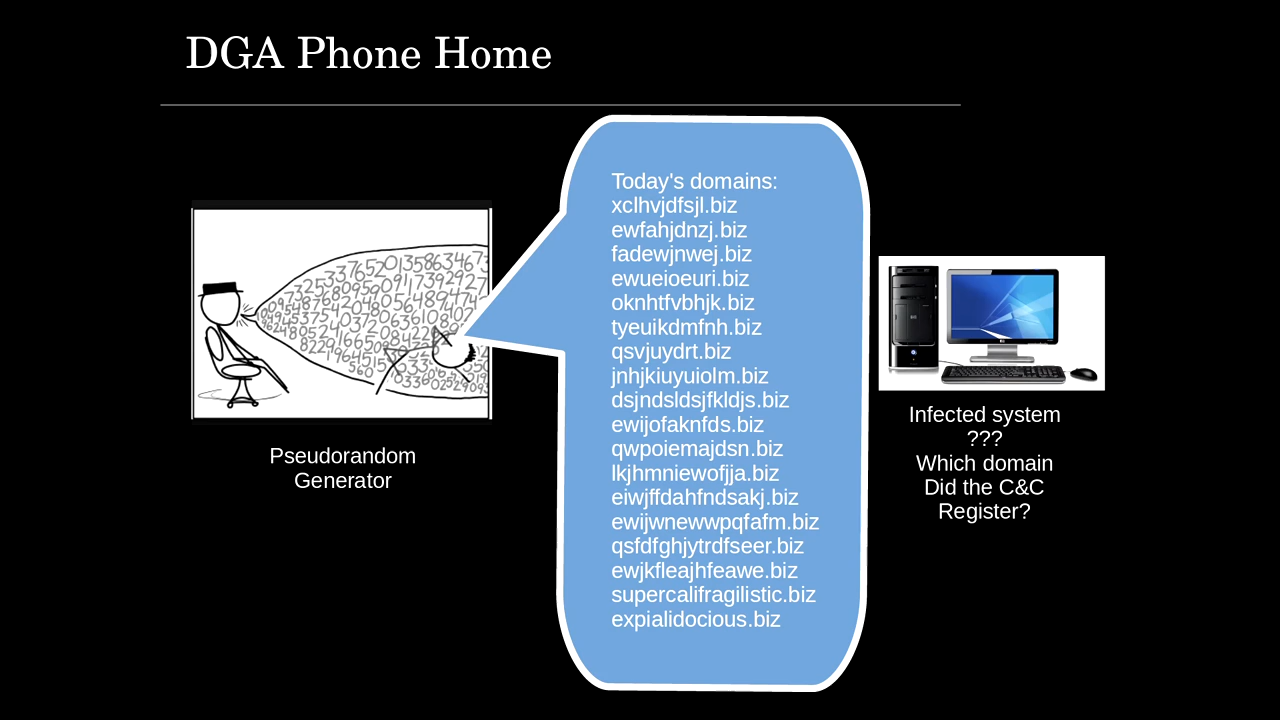 DGA Phone Home
Today's domains:
xclhvjdfsjl.biz
ewfahjdnzj.biz
fadewjnwej.biz
ewueioeuri.biz
oknhtfvbhjk.biz
tyeuikdmfnh.biz
qsvjuydrt.biz
jnhjkiuyuiolm.biz
dsjndsldsjfkldjs.biz
ewijofaknfds.biz
qwpoiemajdsn.biz
lkjhmniewofjja.biz
eiwjffdahfndsakj.biz
ewijwnewwpqfafm.biz
qsfdfghjytrdfseer.biz
ewjkfleajhfeawe.biz
supercalifragilistic.biz
expialidocious.biz
Pseudorandom
Generator
Infected system
???
Which domain
Did the C&C
Register?